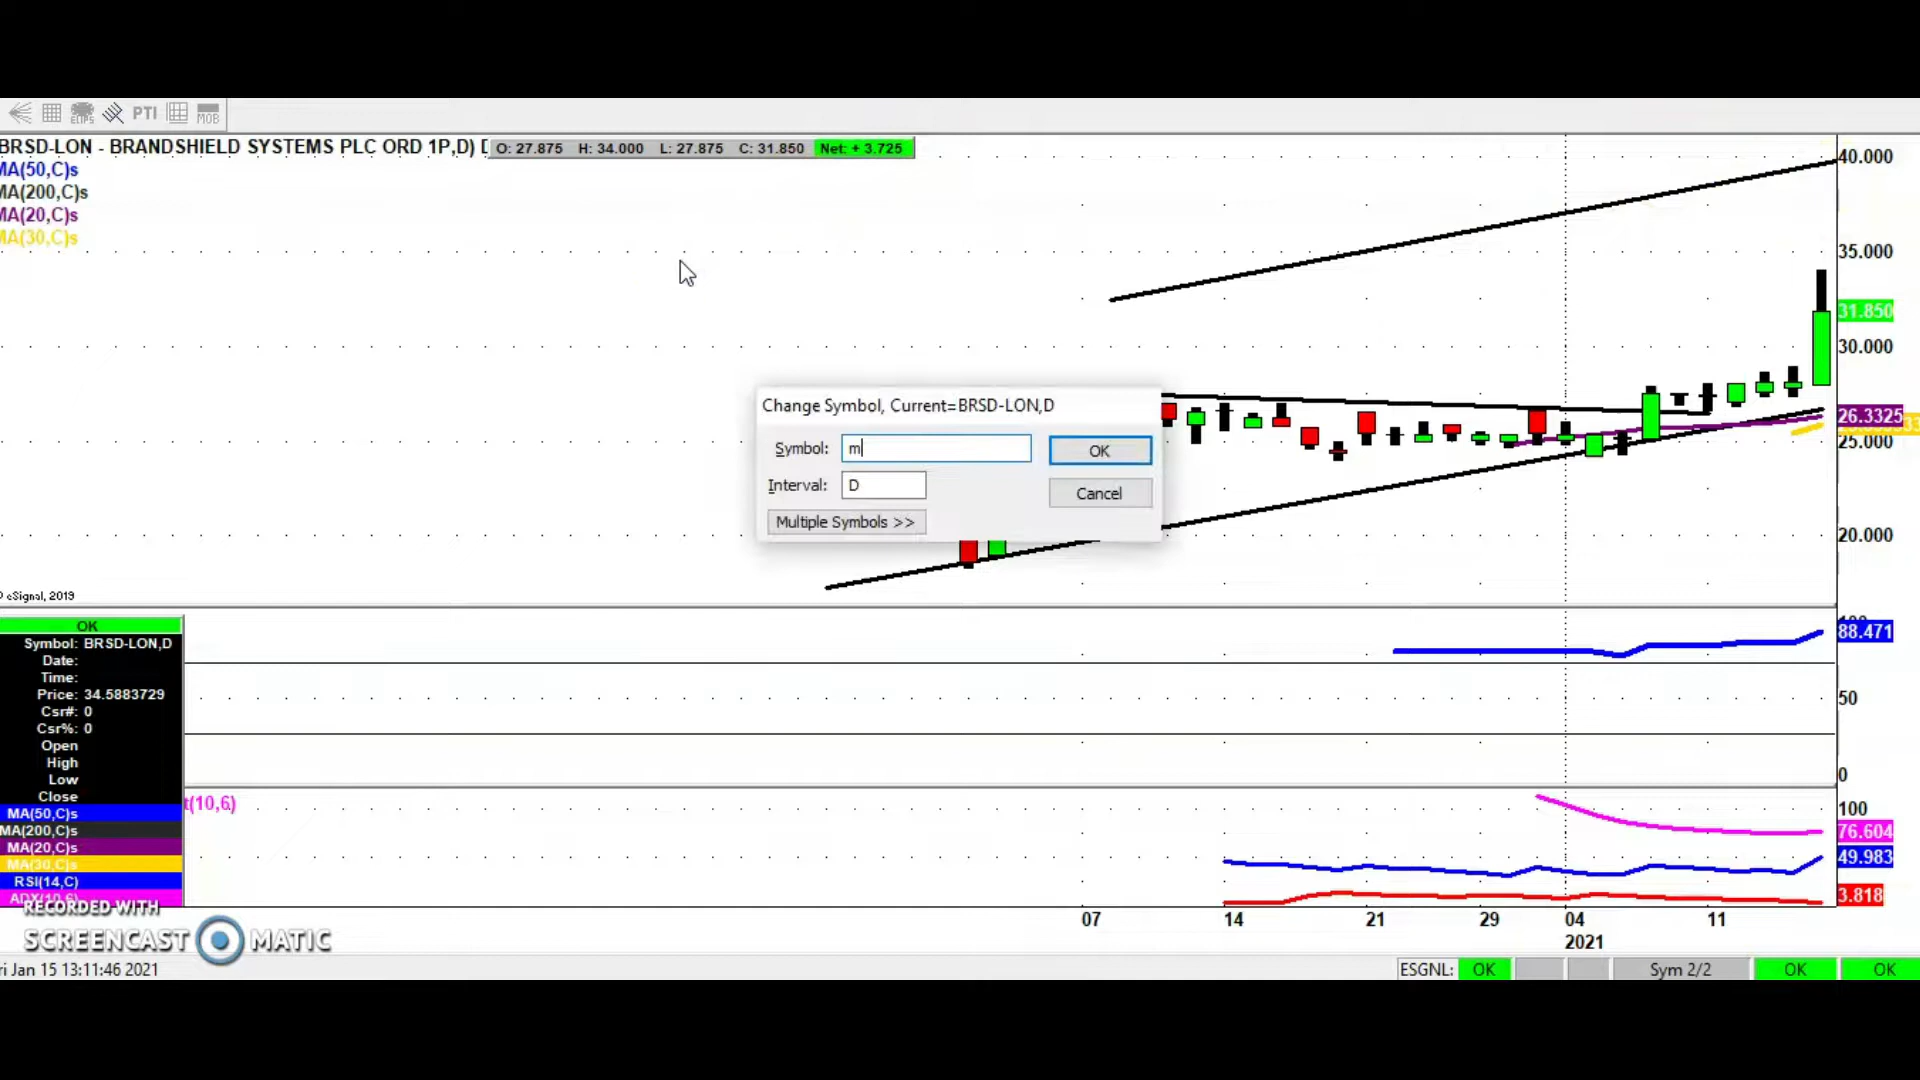 ELIPS
PTI
MOB
BRSD-LON - BRANDSHIELD SYSTEMS PLC ORD 1P,D) D
O: 27.875 H: 34.000 L: 27.875 C: 31.850 Net: + 3.725
MA(50,C)s
MA(200,C)s
MA(20,C)s
MA(30,C)s
40.000
35.000
31.850
30.000
26.3325
25.000
20.000
Change Symbol, Current=BRSD-LON,D
Symbol: m
OK
Interval: D
Cancel
Multiple Symbols >>
© eSignal, 2019
OK
Symbol: BRSD-LON,D
Date:
Time:
Price: 34.5883729
Csr#: 0
Csr%: 0
Open
High
Low
Close
MA(50,C)s
MA(200,C)s
MA(20,C)s
MA(30,C)s
RSI(14,C)
ADX(10,6)
100
88.471
50
0
t(10,6)
100
76.604
49.983
3.818
07 14 21 29 04 11
2021
RECORDED WITH
SCREENCAST MATIC
ri Jan 15 13:11:46 2021
ESGNL: OK Sym 2/2 OK OK